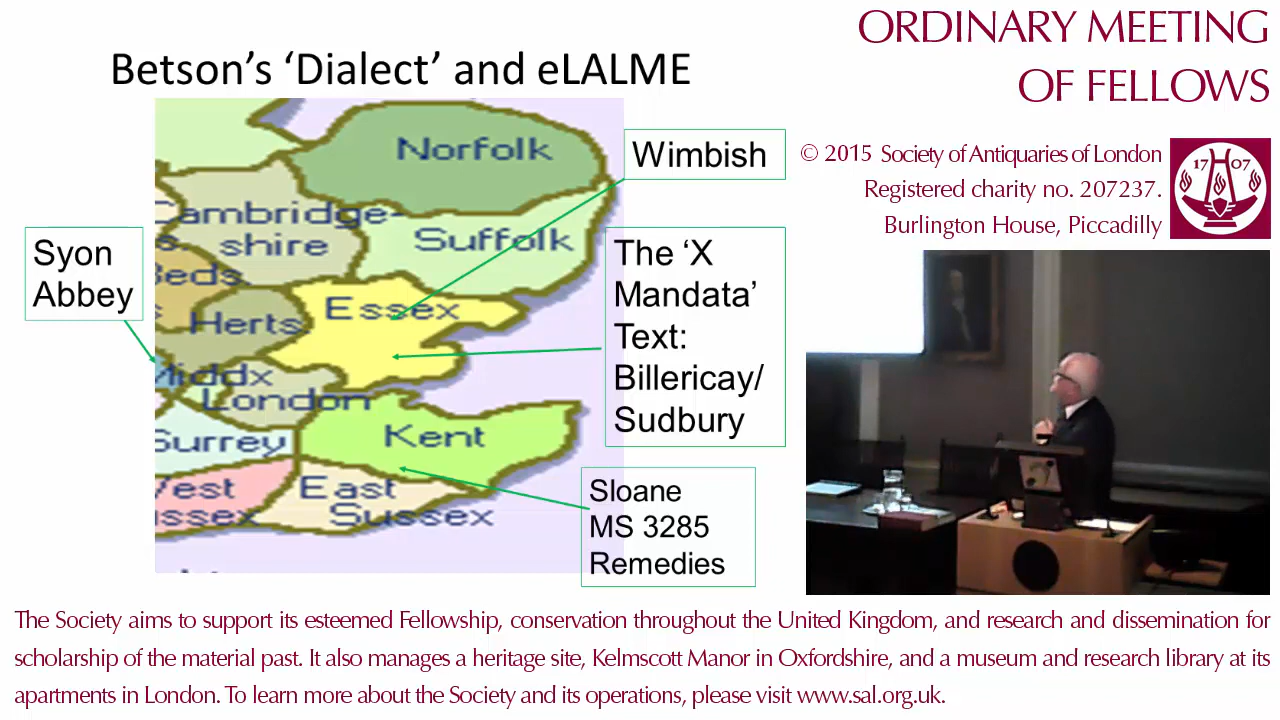 Betson's 'Dialect' and eLALME
ORDINARY MEETING
OF FELLOWS
© 2015 Society of Antiquaries of London
Registered charity no. 207237.
Burlington House, Piccadilly
17 07
Norfolk
Cambridge-
shire
Suffolk
Beds
Essex
Herts
Middx
London
Surrey
Kent
West
East
Sussex
Sussex
Wimbish
Syon
Abbey
The 'X
Mandata'
Text:
Billericay/
Sudbury
Sloane
MS 3285
Remedies
The Society aims to support its esteemed Fellowship, conservation throughout the United Kingdom, and research and dissemination for
scholarship of the material past. It also manages a heritage site, Kelmscott Manor in Oxfordshire, and a museum and research library at its
apartments in London. To learn more about the Society and its operations, please visit www.sal.org.uk.